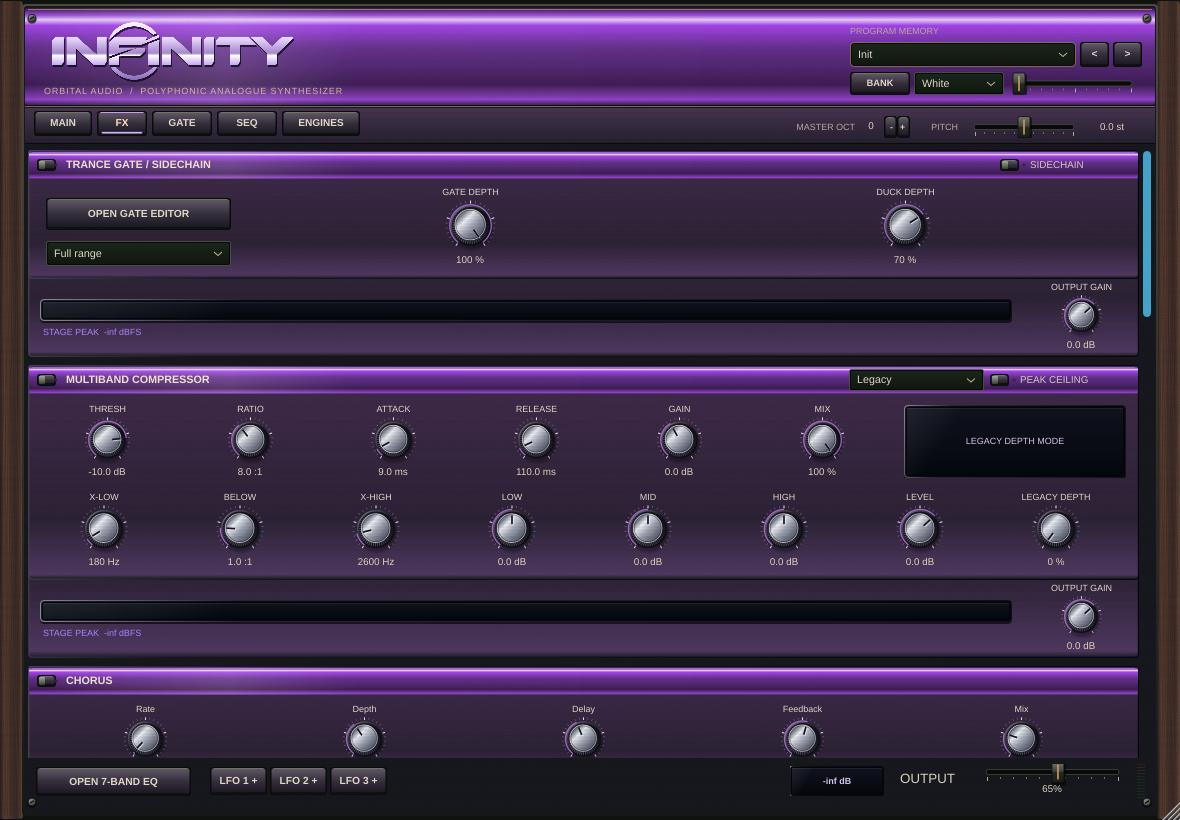 INFINITY
ORBITAL AUDIO / POLYPHONIC ANALOGUE SYNTHESIZER
PROGRAM MEMORY
Init
<
>
BANK
White
MAIN
FX
GATE
SEQ
ENGINES
MASTER OCT
0
-
+
PITCH
0.0 st
TRANCE GATE / SIDECHAIN
SIDECHAIN
OPEN GATE EDITOR
Full range
GATE DEPTH
100 %
DUCK DEPTH
70 %
STAGE PEAK -inf dBFS
OUTPUT GAIN
0.0 dB
MULTIBAND COMPRESSOR
Legacy
PEAK CEILING
THRESH RATIO ATTACK RELEASE GAIN MIX
-10.0 dB 8.0 :1 9.0 ms 110.0 ms 0.0 dB 100 %
LEGACY DEPTH MODE
X-LOW BELOW X-HIGH LOW MID HIGH LEVEL LEGACY DEPTH
180 Hz 1.0 :1 2600 Hz 0.0 dB 0.0 dB 0.0 dB 0.0 dB 0 %
STAGE PEAK -inf dBFS
OUTPUT GAIN
0.0 dB
CHORUS
Rate Depth Delay Feedback Mix
OPEN 7-BAND EQ
LFO 1 +
LFO 2 +
LFO 3 +
-inf dB
OUTPUT
65%